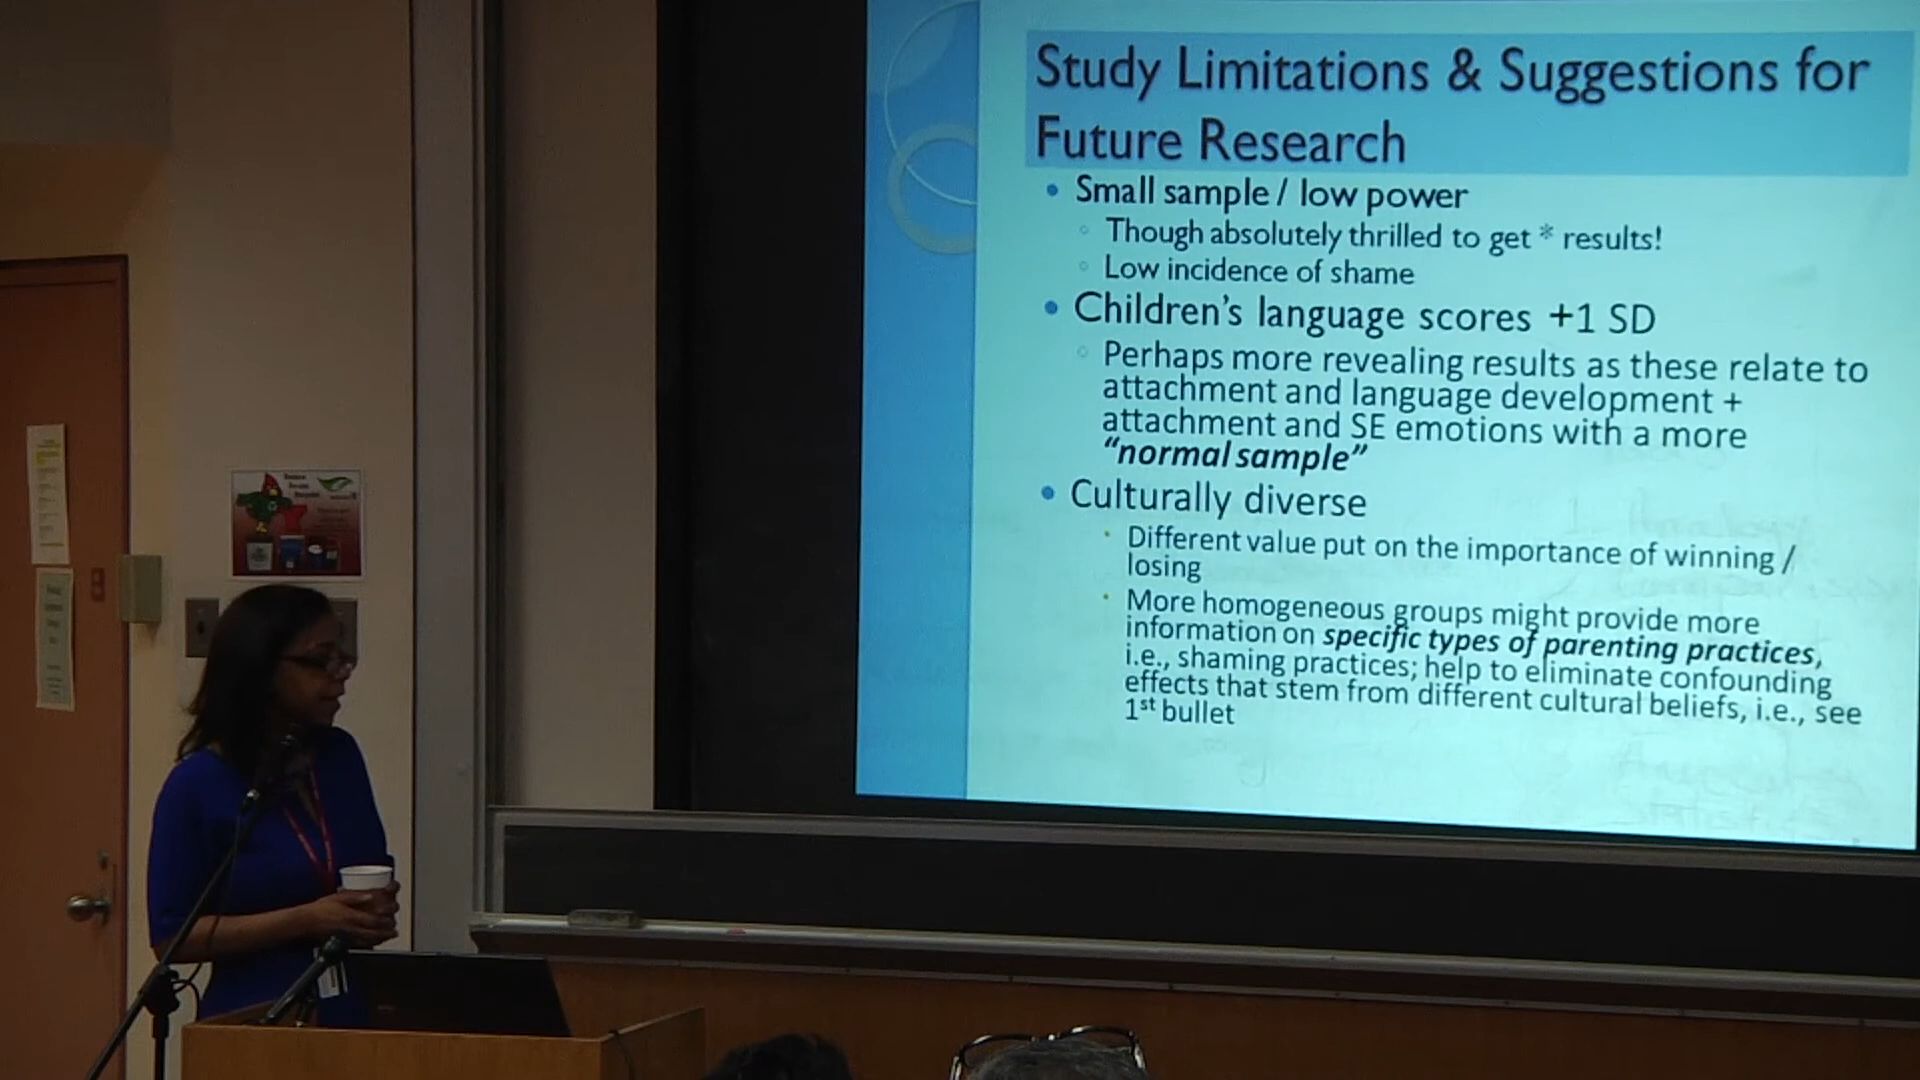 Study Limitations & Suggestions for
Future Research
• Small sample / low power
◦ Though absolutely thrilled to get * results!
◦ Low incidence of shame
• Children's language scores +1 SD
◦ Perhaps more revealing results as these relate to
attachment and language development +
attachment and SE emotions with a more
"normal sample"
• Culturally diverse
• Different value put on the importance of winning /
losing
• More homogeneous groups might provide more
information on specific types of parenting practices,
i.e., shaming practices; help to eliminate confounding
effects that stem from different cultural beliefs, i.e., see
1st bullet